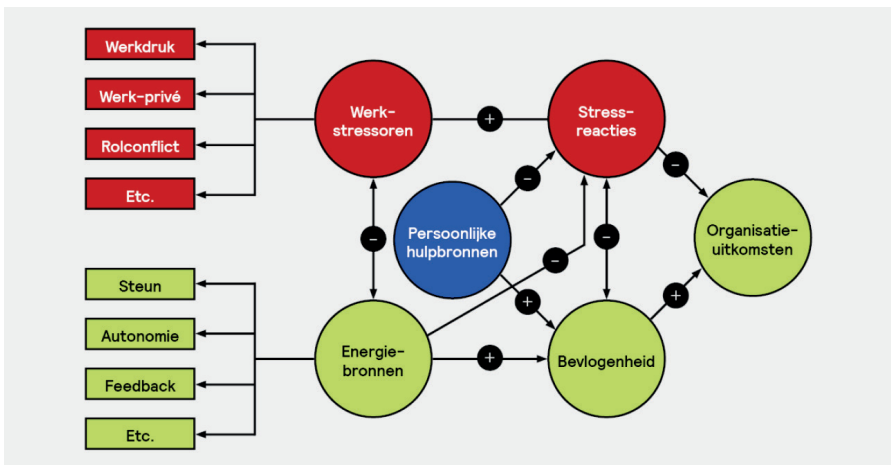 Werkdruk
Werk-privé
Rolconflict
Etc.
Werk-
stressoren
+
Stress-
reacties
-
-
-
-
Persoonlijke
hulpbronnen
Organisatie-
uitkomsten
+
+
Steun
Autonomie
Feedback
Etc.
Energie-
bronnen
+
Bevlogenheid